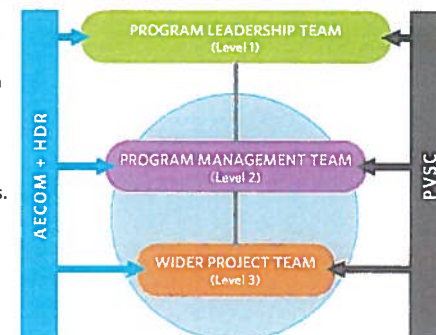 PROGRAM LEADERSHIP TEAM
(Level 1)
AECOM + HDR
PVSC
PROGRAM MANAGEMENT TEAM
(Level 2)
s.
WIDER PROJECT TEAM
(Level 3)